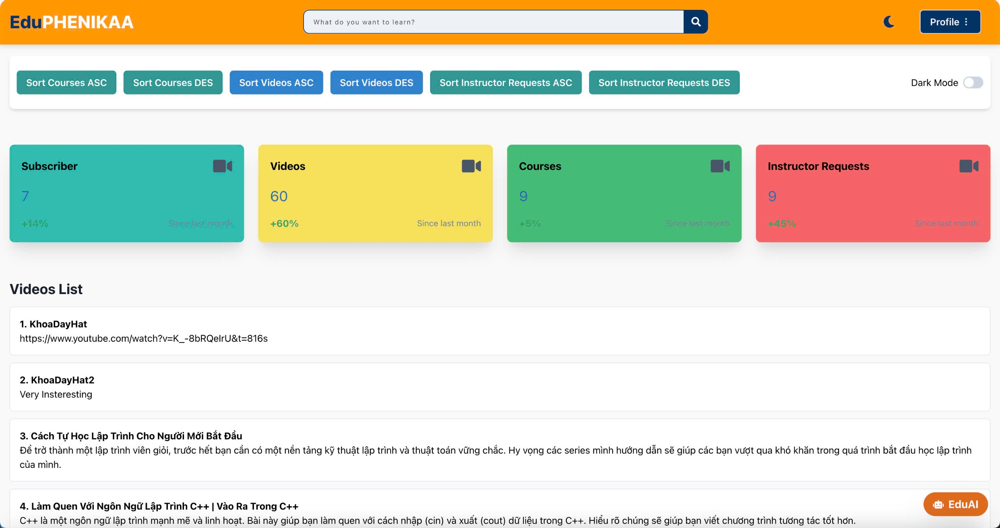 EduPHENIKAA
What do you want to learn?
Profile
Sort Courses ASC
Sort Courses DES
Sort Videos ASC
Sort Videos DES
Sort Instructor Requests ASC
Sort Instructor Requests DES
Dark Mode
Subscriber
7
+14%
Since last month
Videos
60
+60%
Since last month
Courses
9
+5%
Since last month
Instructor Requests
9
+45%
Since last month
Videos List
1. KhoaDayHat
https://www.youtube.com/watch?v=K_-8bRQeIrU&t=816s
2. KhoaDayHat2
Very Insteresting
3. Cách Tự Học Lập Trình Cho Người Mới Bắt Đầu
Để trở thành một lập trình viên giỏi, trước hết bạn cần có một nền tảng kỹ thuật lập trình và thuật toán vững chắc. Hy vọng các series mình hướng dẫn sẽ giúp các bạn vượt qua khó khăn trong quá trình bắt đầu học lập trình
của mình.
4. Làm Quen Với Ngôn Ngữ Lập Trình C++ | Vào Ra Trong C++
C++ là một ngôn ngữ lập trình mạnh mẽ và linh hoạt. Bài này giúp bạn làm quen với cách nhập (cin) và xuất (cout) dữ liệu trong C++. Hiểu rõ chúng sẽ giúp bạn viết chương trình tương tác tốt hơn.
EduAI